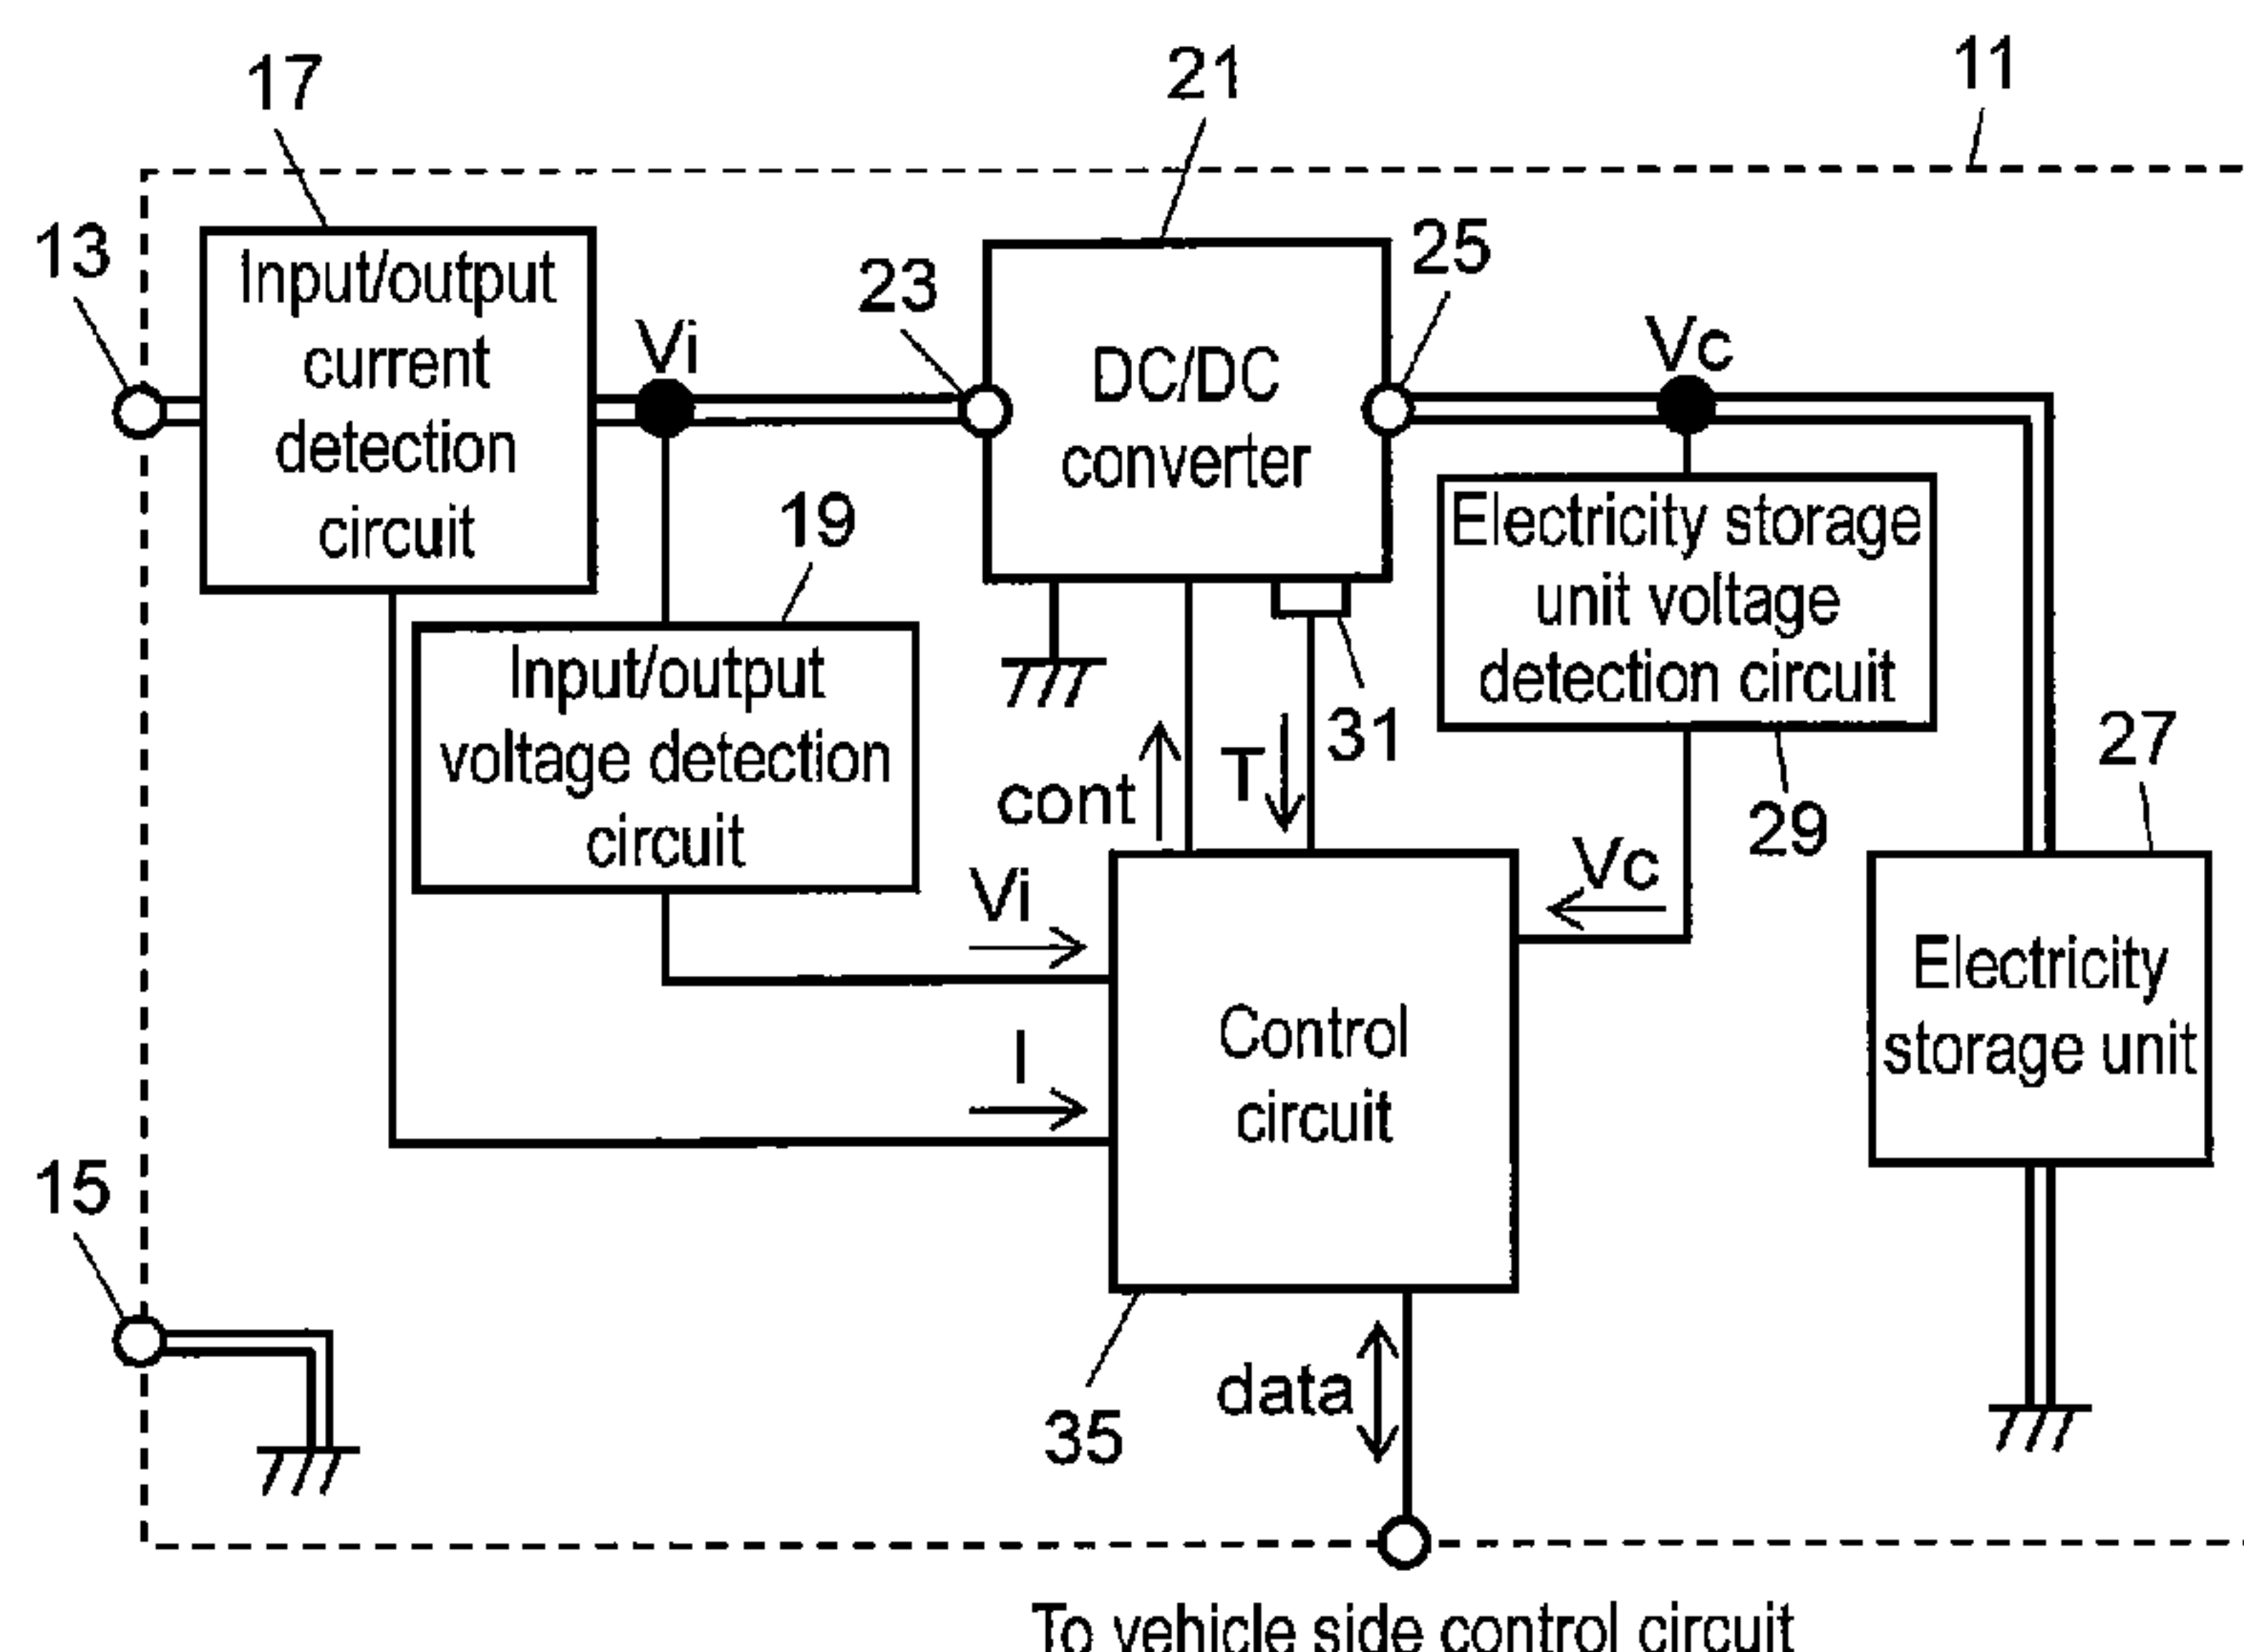 17
21
11
13
Input/output
current
detection
circuit
Vi
23
DC/DC
converter
25
Vc
19
Input/output
voltage detection
circuit
Electricity storage
unit voltage
detection circuit
31
29
27
cont
T
Vi
Vc
I
Control
circuit
Electricity
storage unit
15
35
data
To vehicle side control circuit